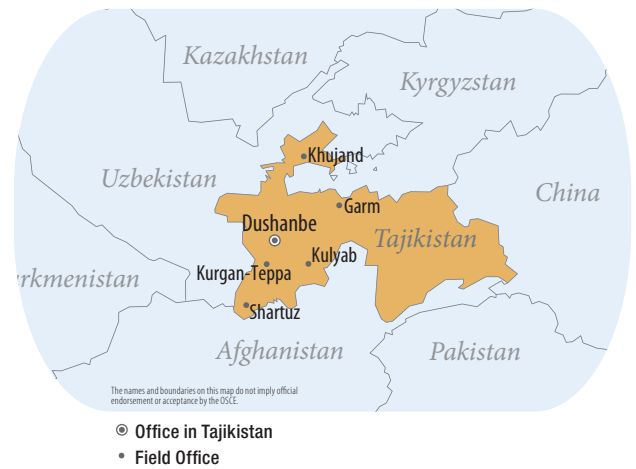 Kazakhstan
Kyrgyzstan
Khujand
Uzbekistan
China
Garm
Dushanbe
Tajikistan
Kulyab
Kurgan-Teppa
rkmenistan
Shartuz
Afghanistan
Pakistan
The names and boundaries on this map do not imply official
endorsement or acceptance by the OSCE.
Office in Tajikistan
Field Office